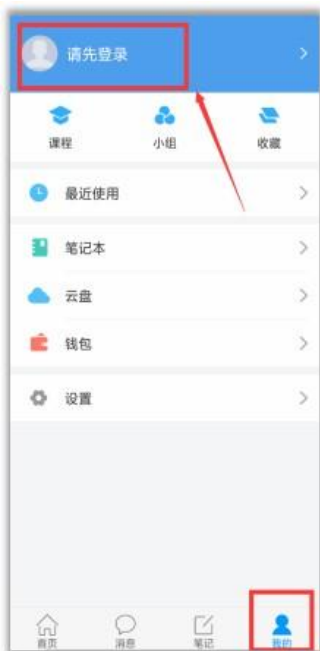 请先登录
课程 小组 收藏
最近使用
笔记本
云盘
钱包
设置
首页 消息 笔记 我的